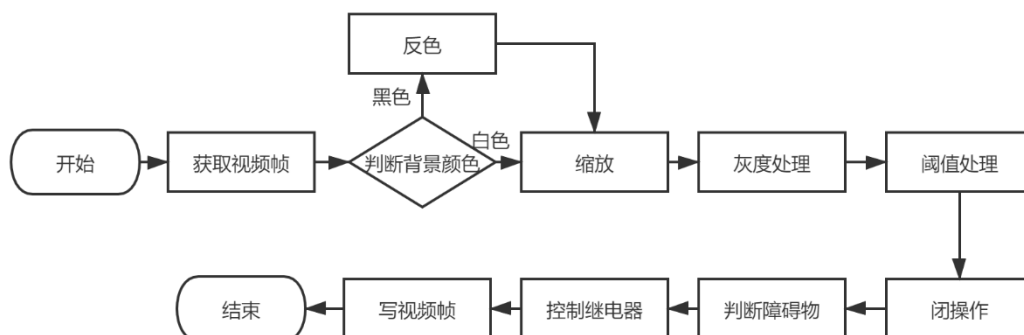 反色
黑色
白色
开始
获取视频帧
判断背景颜色
缩放
灰度处理
阈值处理
结束
写视频帧
控制继电器
判断障碍物
闭操作